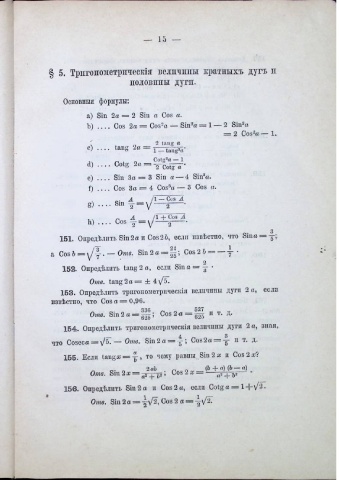 — 15 —
§ 5. Тригонометрическія величины кратныхъ дугъ и
половины дуги.
Основныя формулы:
a) Sin 2a = 2 Sin a Cos a.
b) .... Cos 2a = Cos²a — Sin²a = 1 — 2 Sin²a
= 2 Cos²a — 1.
c) .... tang 2a = 2 tang a / 1 — tang²a.
d) .... Cotg 2a = Cotg²a — 1 / 2 Cotg a.
e) .... Sin 3a = 3 Sin a — 4 Sin³a.
f) .... Cos 3a = 4 Cos³a — 3 Cos a.
g) .... Sin A/2 = √(1 — Cos A / 2)
h) .... Cos A/2 = √(1 + Cos A / 2).
151. Опредѣлить Sin 2a и Cos 2b, если извѣстно, что Sin a = 3/5,
а Cos b = √(3/7). — Отв. Sin 2a = 24/25; Cos 2b = — 1/7.
152. Опредѣлить tang 2a, если Sin a = 2/3.
Отв. tang 2a = ± 4√5.
153. Опредѣлить тригонометрическія величины дуги 2a, если
извѣстно, что Cos a = 0,96.
Отв. Sin 2a = 336/625; Cos 2a = 527/625 и т. д.
154. Опредѣлить тригонометрическія величины дуги 2a, зная,
что Coseca = √5. — Отв. Sin 2a = 4/5; Cos 2a = 3/5 и т. д.
155. Если tang x = a/b, то чему равны Sin 2x и Cos 2x?
Отв. Sin 2x = 2ab / a² + b²; Cos 2x = (b + a) (b — a) / a² + b².
156. Опредѣлить Sin 2a и Cos 2a, если Cotg a = 1 + √2.
Отв. Sin 2a = 1/2 √2, Cos 2a = 1/2 √2.